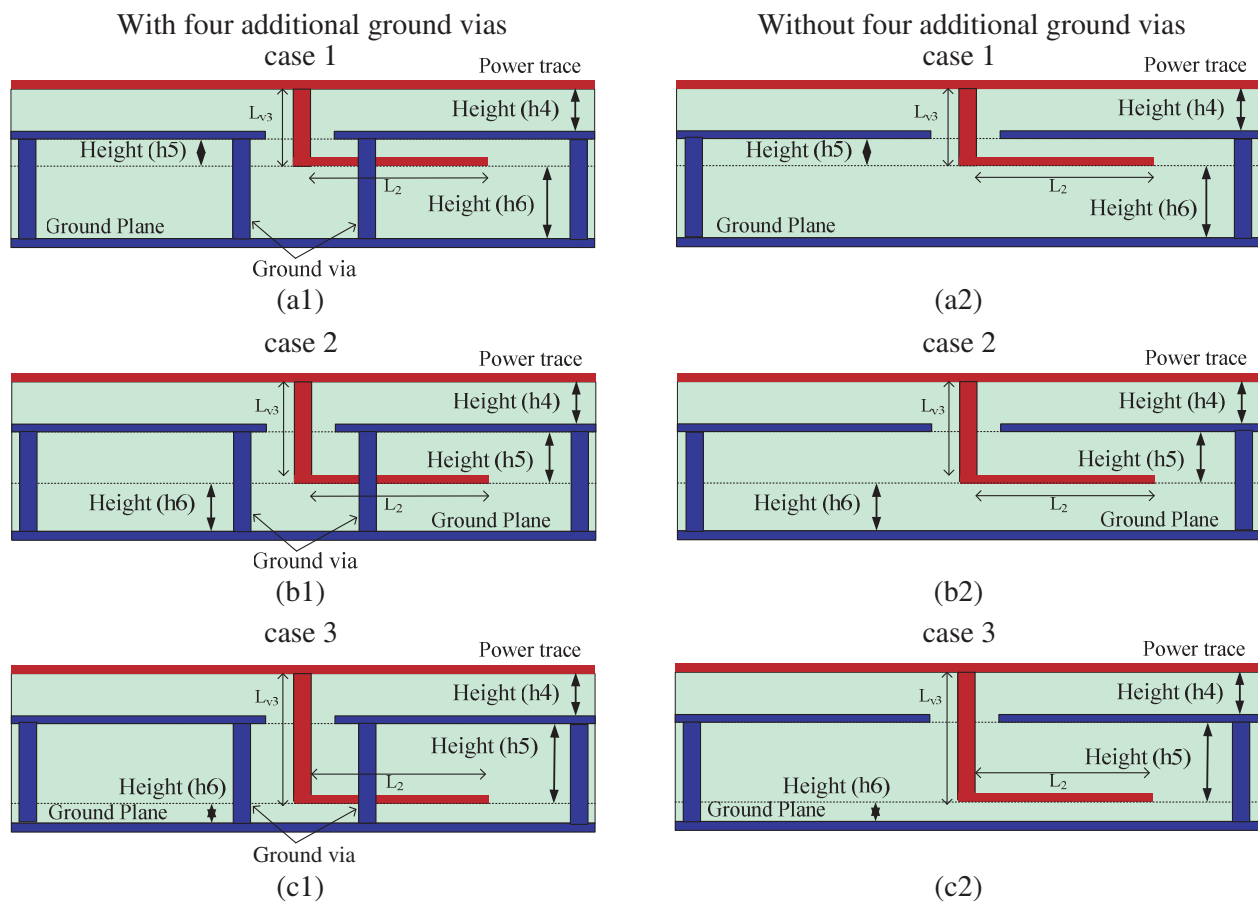 With four additional ground vias
case 1
Power trace
Lv3
Height (h4)
Height (h5)
L2
Height (h6)
Ground Plane
Ground via
(a1)
Without four additional ground vias
case 1
Power trace
Lv3
Height (h4)
Height (h5)
L2
Height (h6)
Ground Plane
(a2)
case 2
Power trace
Lv3
Height (h4)
Height (h5)
Height (h6)
L2
Ground Plane
Ground via
(b1)
case 2
Power trace
Lv3
Height (h4)
Height (h5)
Height (h6)
L2
Ground Plane
(b2)
case 3
Power trace
Lv3
Height (h4)
Height (h5)
L2
Height (h6)
Ground Plane
Ground via
(c1)
case 3
Power trace
Lv3
Height (h4)
Height (h5)
L2
Height (h6)
Ground Plane
(c2)